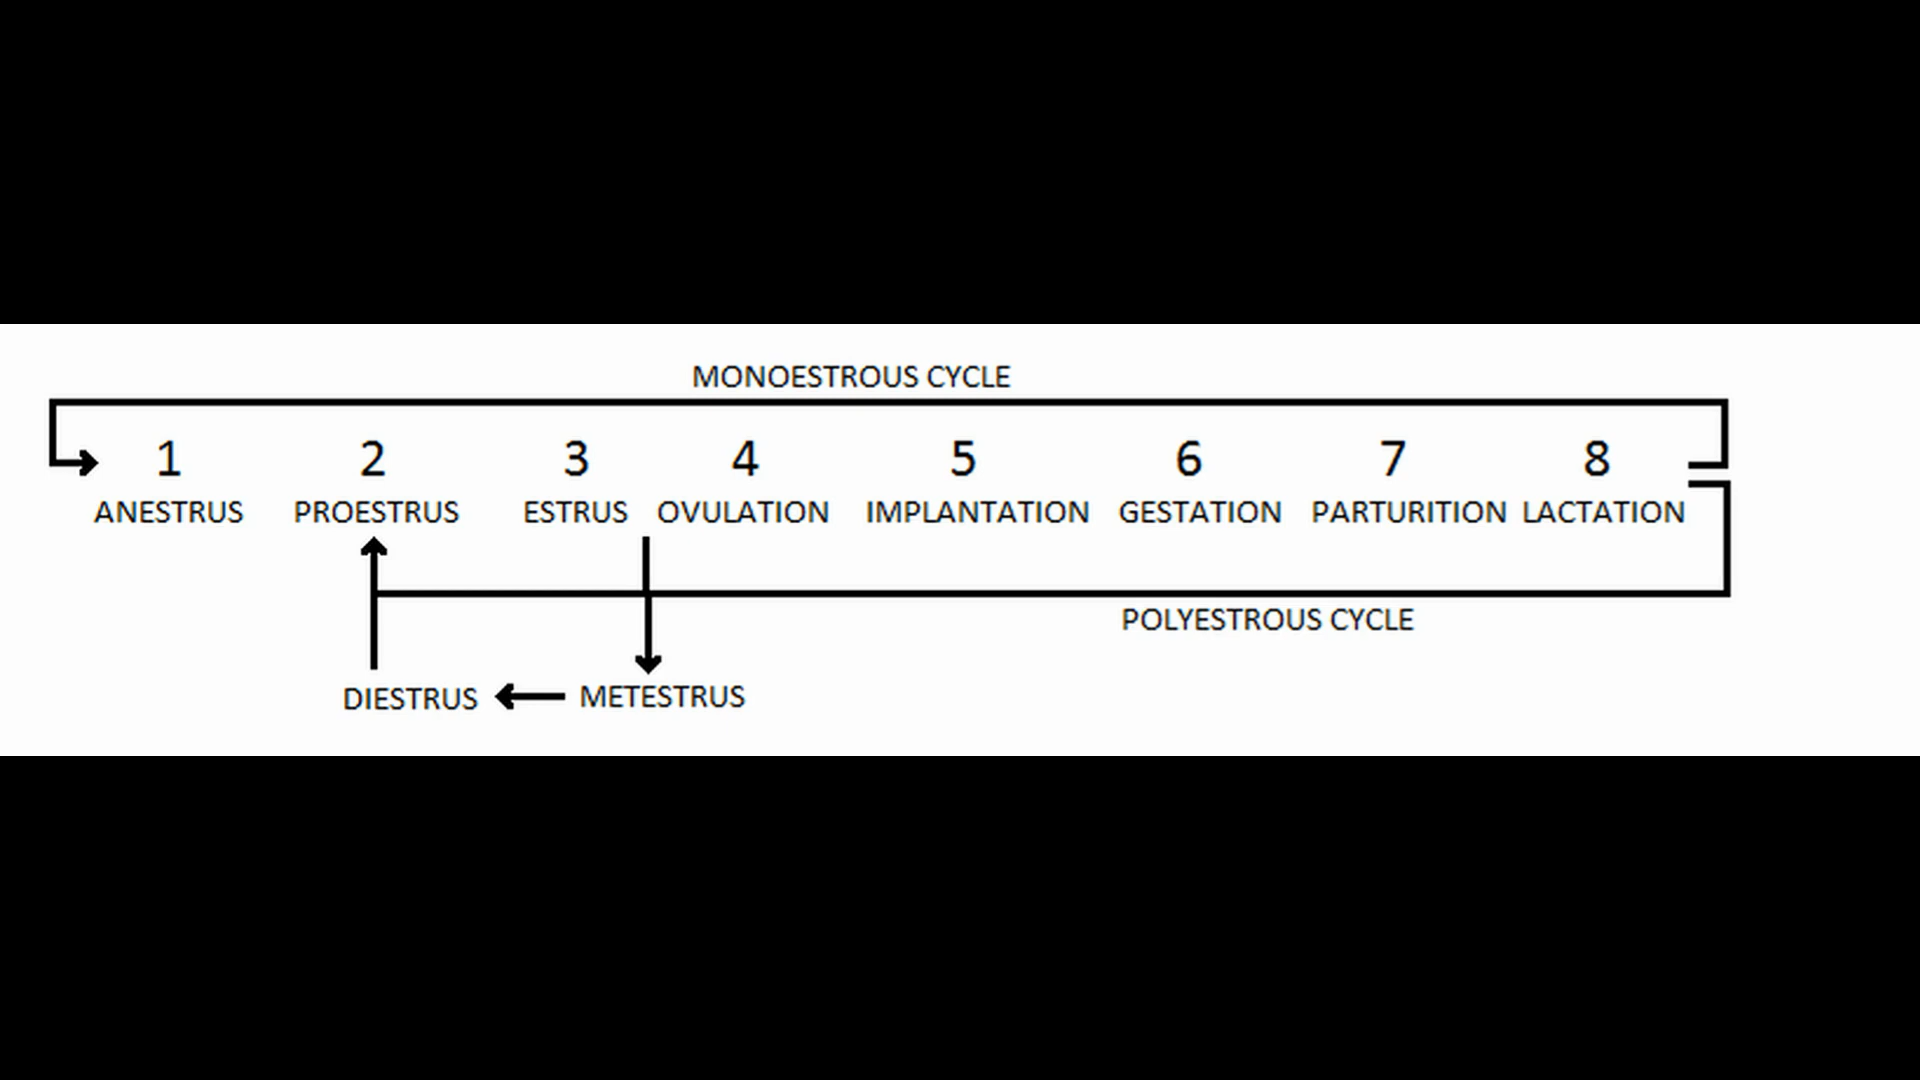 MONOESTROUS CYCLE
1 2 3 4 5 6 7 8
ANESTRUS PROESTRUS ESTRUS OVULATION IMPLANTATION GESTATION PARTURITION LACTATION
POLYESTROUS CYCLE
DIESTRUS METESTRUS